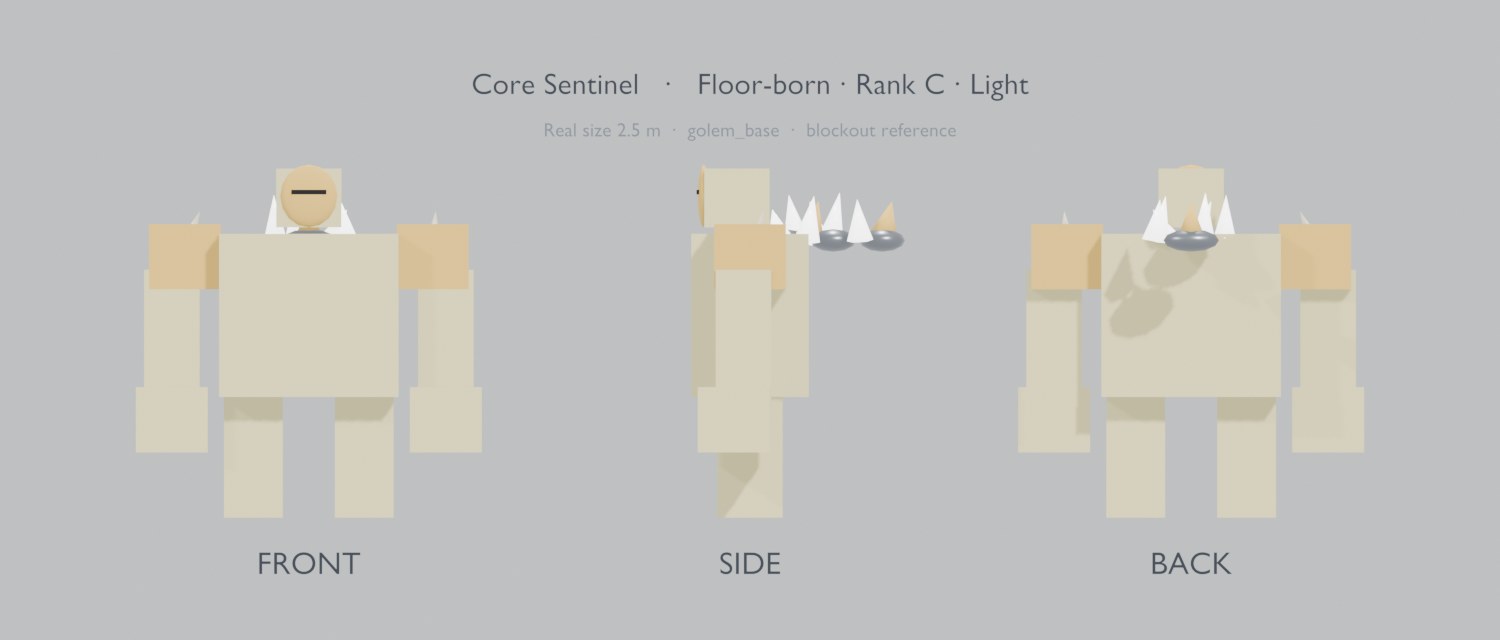 Core Sentinel · Floor-born · Rank C · Light
Real size 2.5 m · golem_base · blockout reference
FRONT SIDE BACK